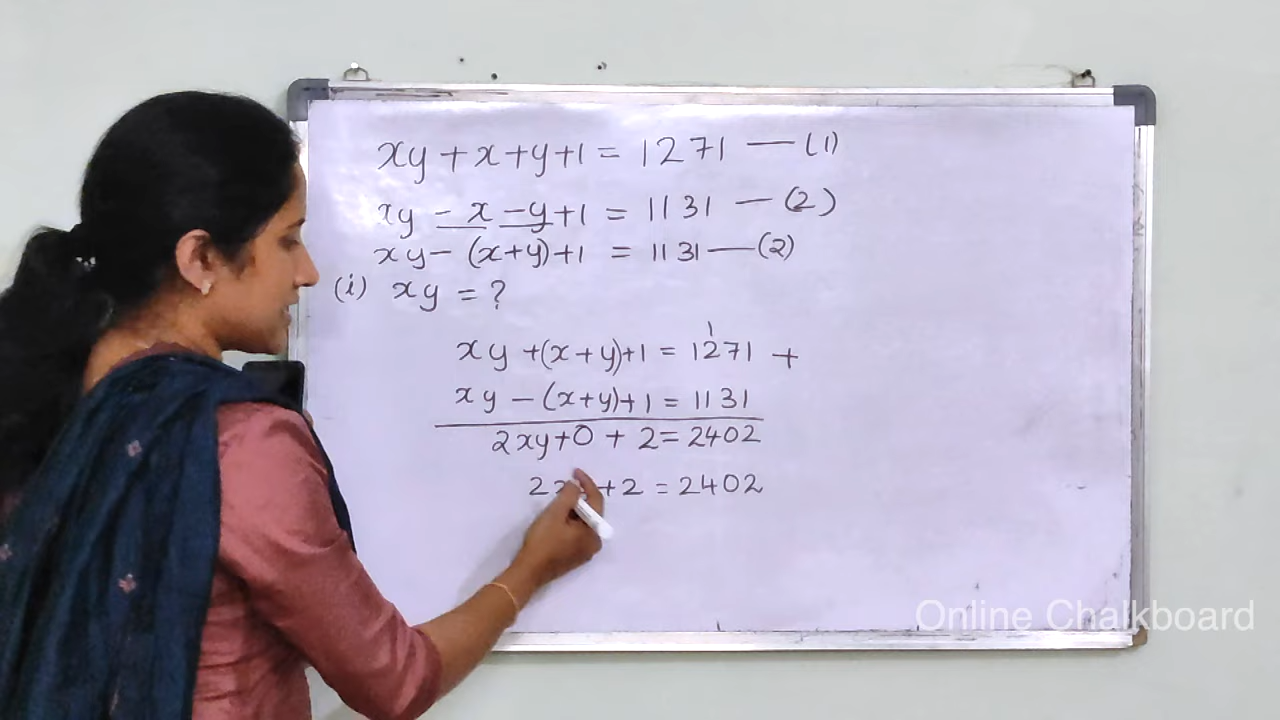 xy + x + y + 1 = 1271 — (1)
xy - x - y + 1 = 1131 — (2)
xy - (x+y) + 1 = 1131 — (2)
(i) xy = ?
1
xy + (x + y) + 1 = 1271 +
xy - (x+y) + 1 = 1131
2xy + 0 + 2 = 2402
2x + 2 = 2402
Online Chalkboard